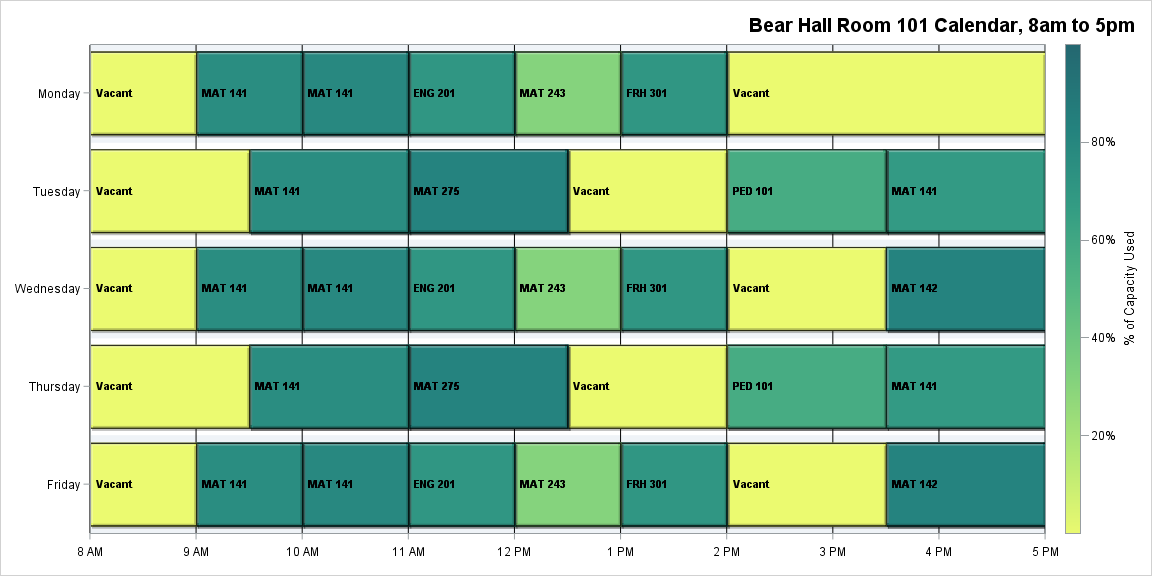 Bear Hall Room 101 Calendar, 8am to 5pm
Monday
Vacant
MAT 141
MAT 141
ENG 201
MAT 243
FRH 301
Vacant
Tuesday
Vacant
MAT 141
MAT 275
Vacant
PED 101
MAT 141
Wednesday
Vacant
MAT 141
MAT 141
ENG 201
MAT 243
FRH 301
Vacant
MAT 142
Thursday
Vacant
MAT 141
MAT 275
Vacant
PED 101
MAT 141
Friday
Vacant
MAT 141
MAT 141
ENG 201
MAT 243
FRH 301
Vacant
MAT 142
8 AM
9 AM
10 AM
11 AM
12 PM
1 PM
2 PM
3 PM
4 PM
5 PM
80%
60%
40%
20%
% of Capacity Used